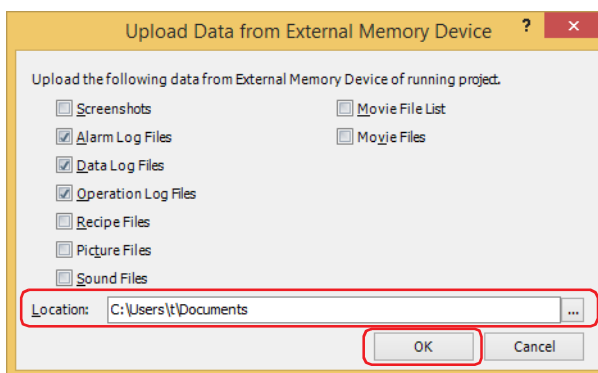 Upload Data from External Memory Device ? ×
Upload the following data from External Memory Device of running project.
Screenshots
Movie File List
Alarm Log Files
Movie Files
Data Log Files
Operation Log Files
Recipe Files
Picture Files
Sound Files
Location: C:\Users\t\Documents ...
OK Cancel